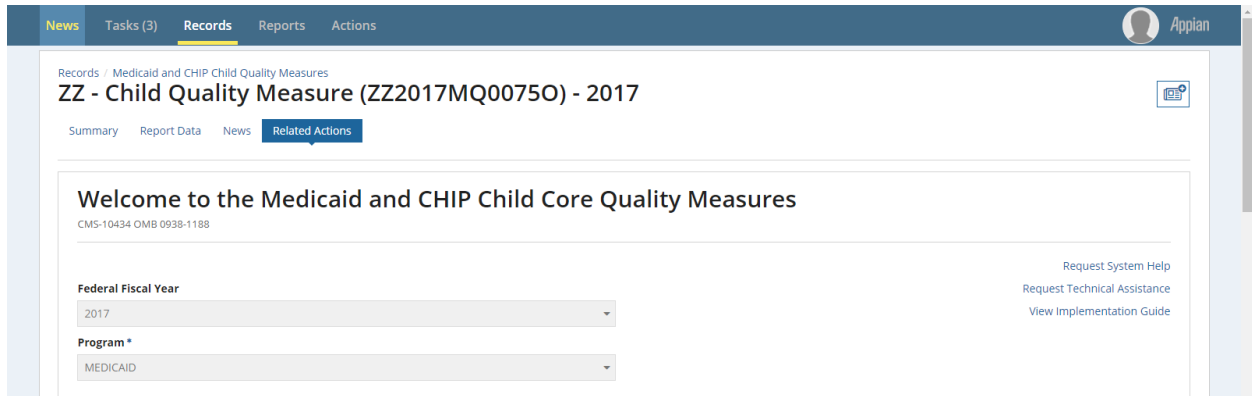 News Tasks (3) Records Reports Actions Appian
Records / Medicaid and CHIP Child Quality Measures
ZZ - Child Quality Measure (ZZ2017MQ0075O) - 2017
Summary Report Data News Related Actions
Welcome to the Medicaid and CHIP Child Core Quality Measures
CMS-10434 OMB 0938-1188
Request System Help
Federal Fiscal Year Request Technical Assistance
2017 View Implementation Guide
Program *
MEDICAID